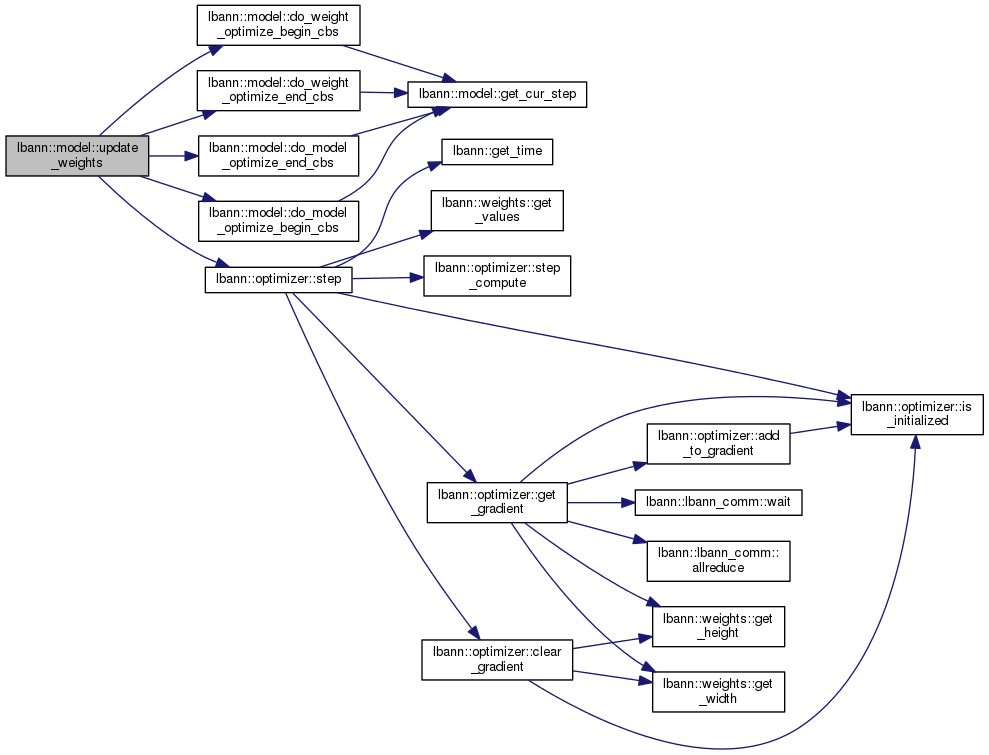 lbann::model::do_weight
_optimize_begin_cbs
lbann::model::do_weight
_optimize_end_cbs
lbann::model::get_cur_step
lbann::model::update
_weights
lbann::model::do_model
_optimize_end_cbs
lbann::get_time
lbann::model::do_model
_optimize_begin_cbs
lbann::weights::get
_values
lbann::optimizer::step
lbann::optimizer::step
_compute
lbann::optimizer::is
_initialized
lbann::optimizer::add
_to_gradient
lbann::optimizer::get
_gradient
lbann::lbann_comm::wait
lbann::lbann_comm::
allreduce
lbann::weights::get
_height
lbann::optimizer::clear
_gradient
lbann::weights::get
_width